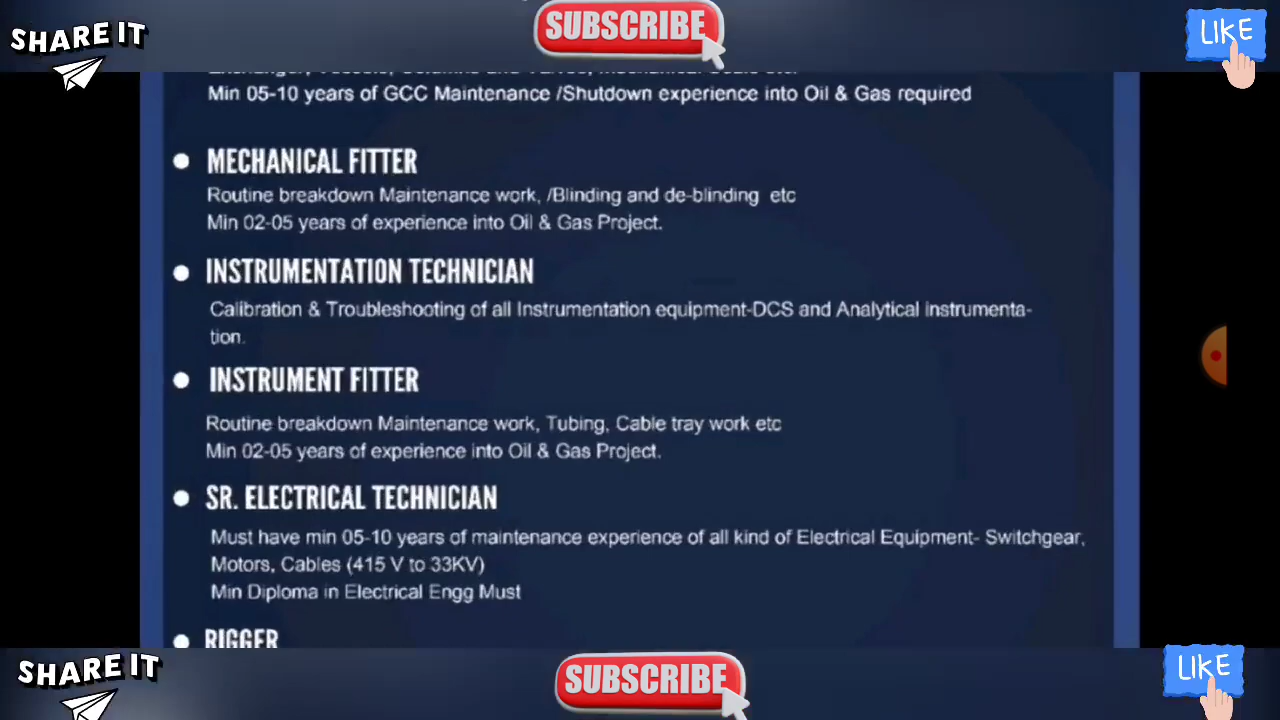 SHARE IT
SUBSCRIBE
LIKE
Min 05-10 years of GCC Maintenance /Shutdown experience into Oil & Gas required
MECHANICAL FITTER
Routine breakdown Maintenance work, /Blinding and de-blinding etc
Min 02-05 years of experience into Oil & Gas Project.
INSTRUMENTATION TECHNICIAN
Calibration & Troubleshooting of all Instrumentation equipment-DCS and Analytical instrumenta-
tion.
INSTRUMENT FITTER
Routine breakdown Maintenance work, Tubing, Cable tray work etc
Min 02-05 years of experience into Oil & Gas Project.
SR. ELECTRICAL TECHNICIAN
Must have min 05-10 years of maintenance experience of all kind of Electrical Equipment- Switchgear,
Motors, Cables (415 V to 33KV)
Min Diploma in Electrical Engg Must
RIGGER
SHARE IT
SUBSCRIBE
LIKE